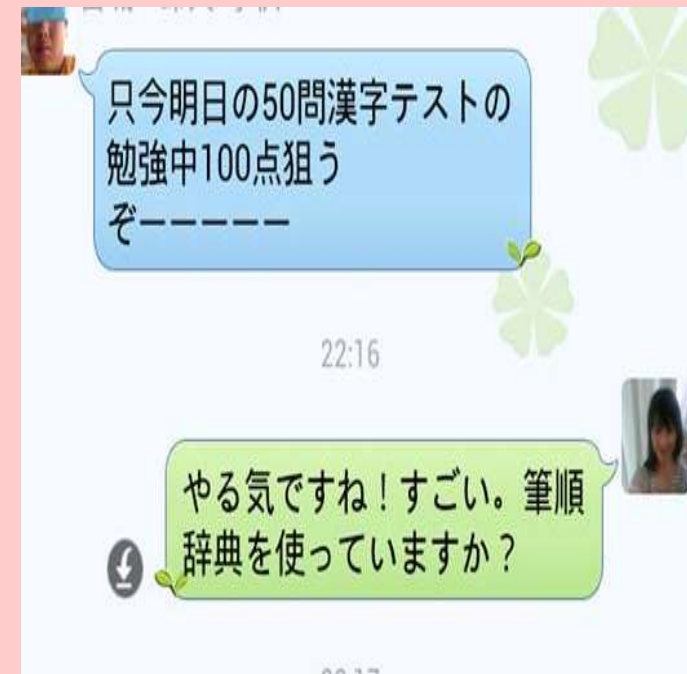 只今明日の50問漢字テストの
勉強中100点狙う
ぞーーーーー
22:16
やる気ですね！すごい。筆順
辞典を使っていますか？